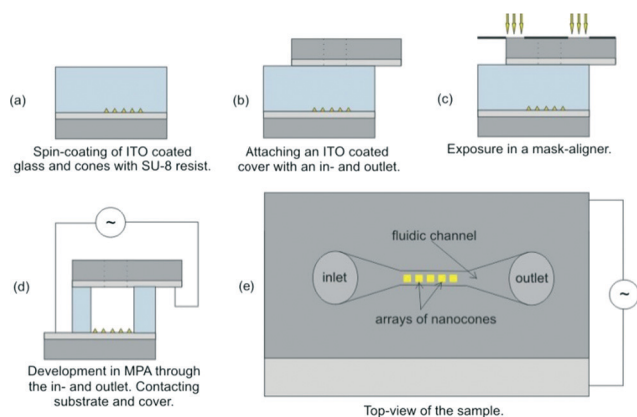 (a)
Spin-coating of ITO coated
glass and cones with SU-8 resist.
(b)
Attaching an ITO coated
cover with an in- and outlet.
(c)
Exposure in a mask-aligner.
(d)
~
Development in MPA through
the in- and outlet. Contacting
substrate and cover.
(e)
fluidic channel
inlet
outlet
arrays of nanocones
~
Top-view of the sample.